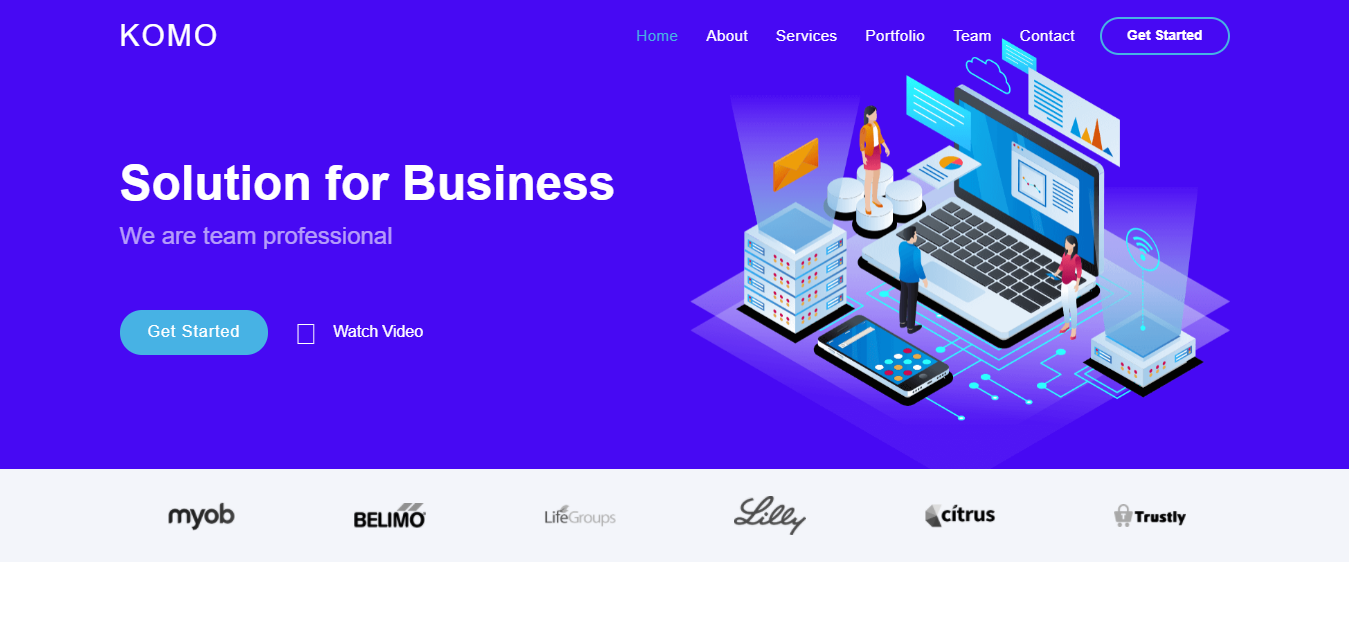 KOMO
Home About Services Portfolio Team Contact Get Started
Solution for Business
We are team professional
Get Started Watch Video
myob BELIMO LifeGroups Lilly citrus Trustly